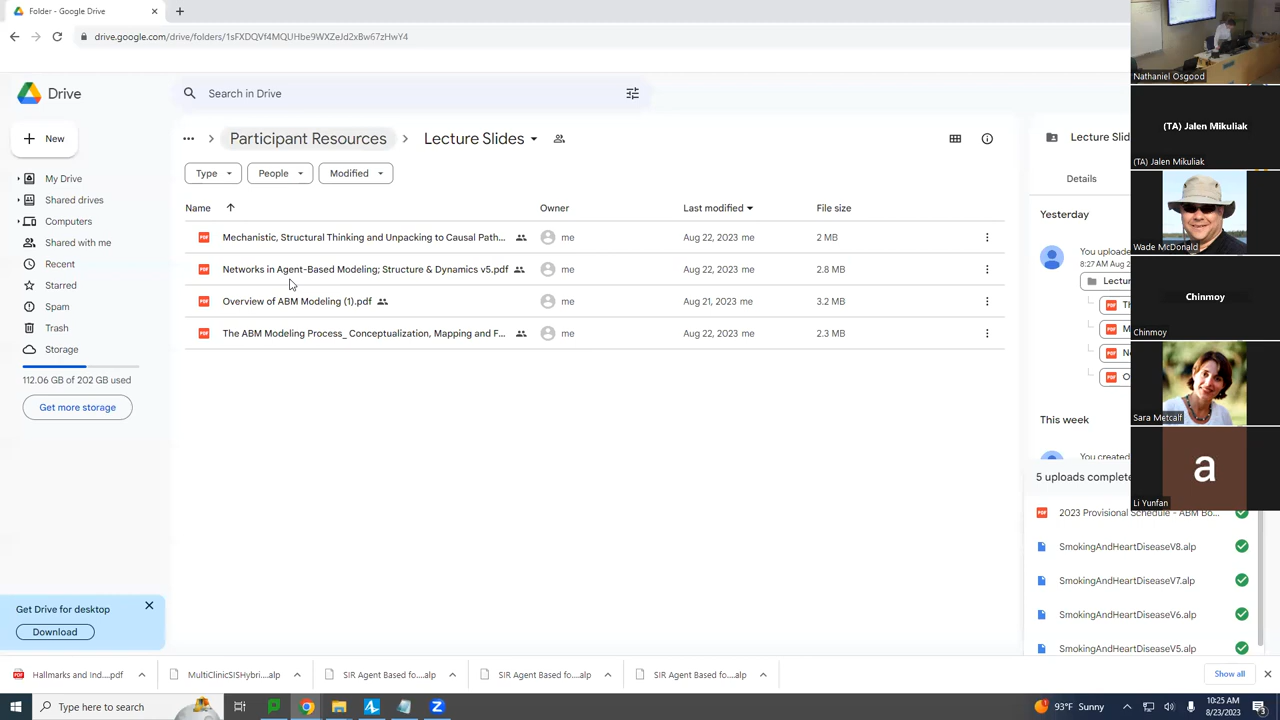 Folder - Google Drive
drive.google.com/drive/folders/1sFXDQVf4MQUHbe9WXZeJd2xBw67zHwY4
Drive
Search in Drive
New
My Drive
Shared drives
Computers
Shared with me
Recent
Starred
Spam
Trash
Storage
112.06 GB of 202 GB used
Get more storage
Get Drive for desktop
Download
Participant Resources
Lecture Slides
Type
People
Modified
Name
Owner
Last modified
File size
Mechanistic, Structural Thinking and Unpacking to Causal Path...
me
Aug 22, 2023 me
2 MB
Networks in Agent-Based Modeling; Structure & Dynamics v5.pdf
me
Aug 22, 2023 me
2.8 MB
Overview of ABM Modeling (1).pdf
me
Aug 21, 2023 me
3.2 MB
The ABM Modeling Process_ Conceptualization, Mapping and F...
me
Aug 22, 2023 me
2.3 MB
Lecture Slid
Details
Yesterday
You uploade
8:27 AM Aug 2
Lectur
Th
M
N
O
This week
You created
5 uploads complete
2023 Provisional Schedule - ABM Bo...
SmokingAndHeartDiseaseV8.alp
SmokingAndHeartDiseaseV7.alp
SmokingAndHeartDiseaseV6.alp
SmokingAndHeartDiseaseV5.alp
Nathaniel Osgood
(TA) Jalen Mikuliak
(TA) Jalen Mikuliak
Wade McDonald
Chinmoy
Chinmoy
Sara Metcalf
a
Li Yunfan
Hallmarks and Ind....pdf
MultiClinicSISHybri...alp
SIR Agent Based fo....alp
SIR Agent Based fo....alp
SIR Agent Based fo....alp
Show all
Type here to search
93°F Sunny
10:25 AM
8/23/2023
3